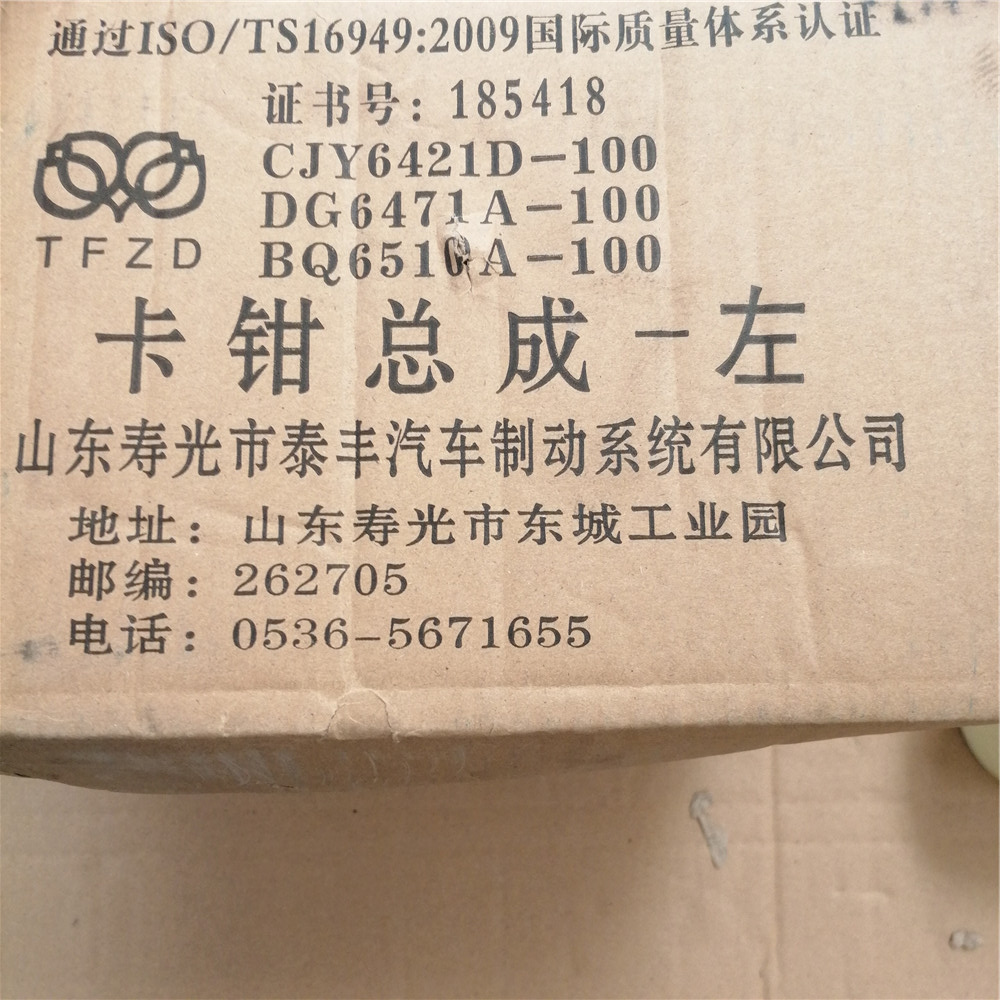 通过ISO/TS16949:2009国际质量体系认证
证书号：185418
CJY6421D-100
DG6471A-100
BQ6510A-100
TFZD
卡钳总成-左
山东寿光市泰丰汽车制动系统有限公司
地址：山东寿光市东城工业园
邮编：262705
电话：0536-5671655